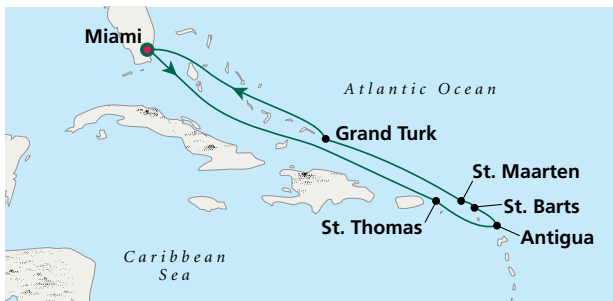 Miami
Atlantic Ocean
Grand Turk
St. Maarten
St. Barts
St. Thomas
Antigua
Caribbean
Sea